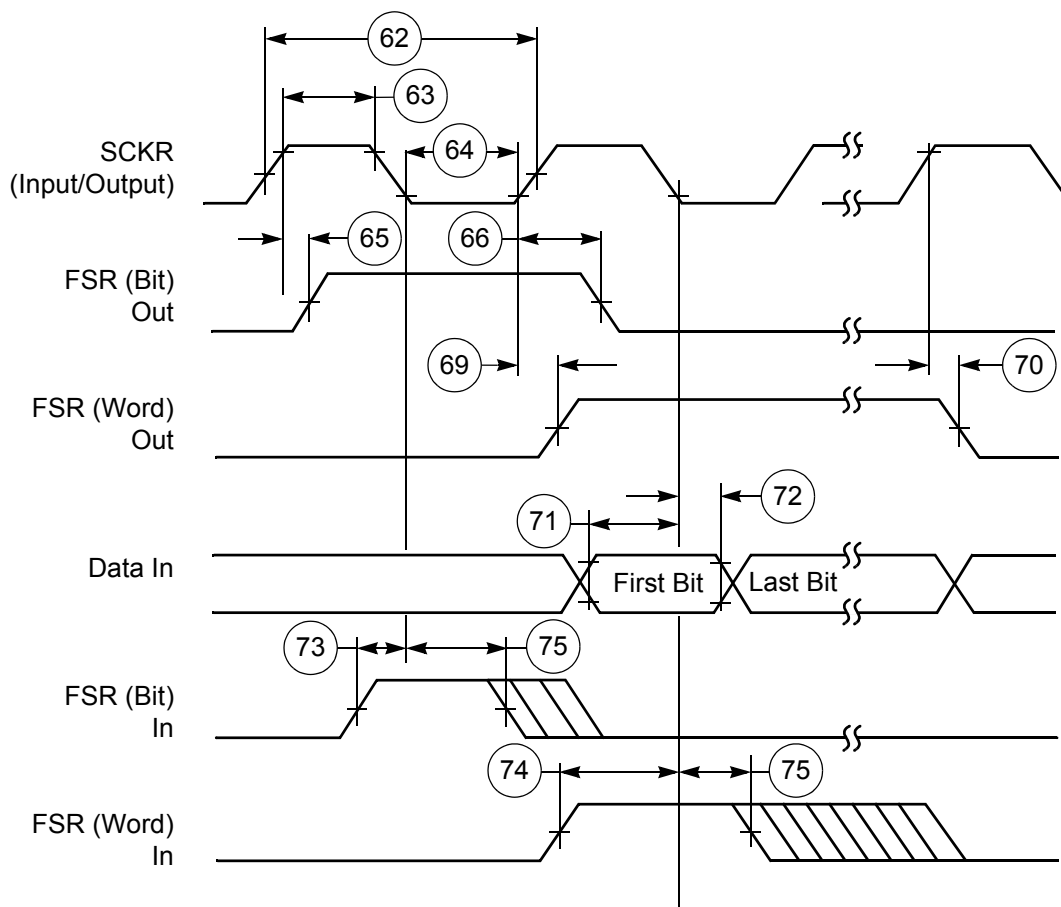 62
63
SCKR
(Input/Output)
64
65
66
FSR (Bit)
Out
69
70
FSR (Word)
Out
71
72
Data In
First Bit
Last Bit
73
75
FSR (Bit)
In
74
75
FSR (Word)
In